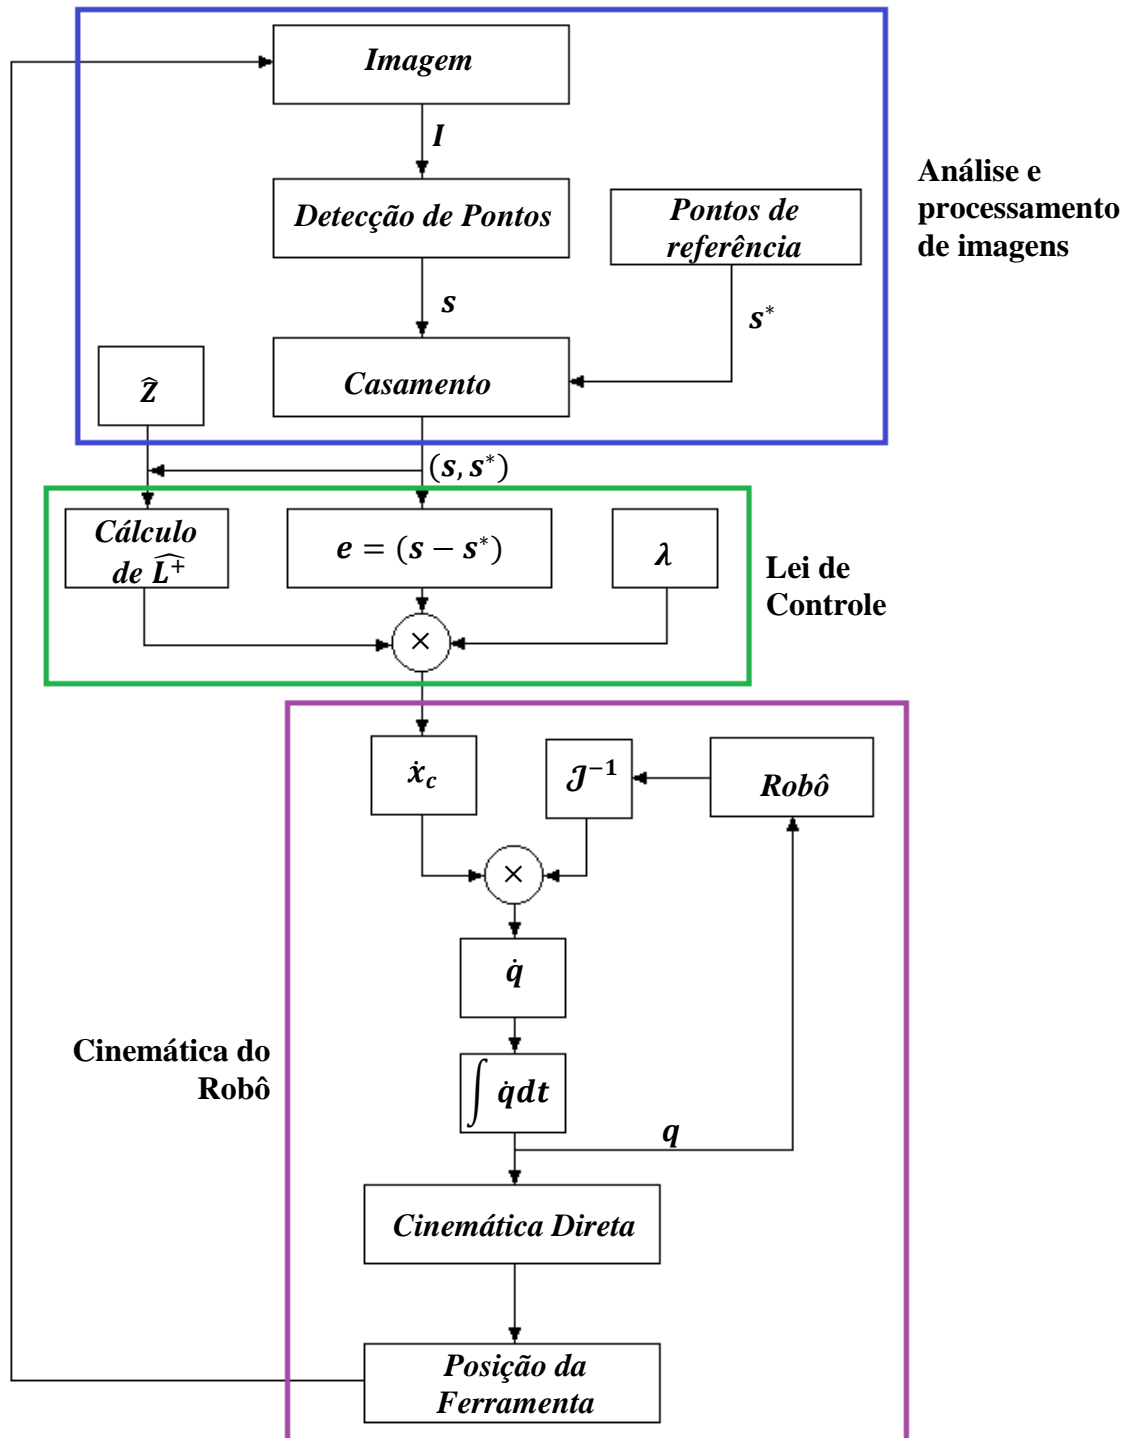 Imagem
I
Detecção de Pontos
Pontos de
referência
Análise e
processamento
de imagens
s
s*
Ẑ
Casamento
(s, s*)
Cálculo
de L̂⁺
e = (s − s*)
λ
Lei de
Controle
×
ẋ_c
𝒥⁻¹
Robô
×
q̇
Cinemática do
Robô
∫ q̇dt
q
Cinemática Direta
Posição da
Ferramenta